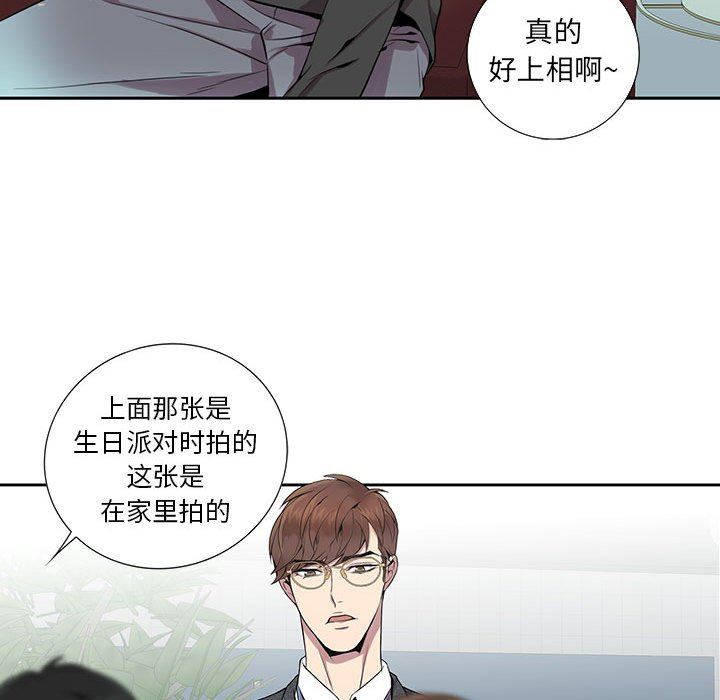 真的
好上相啊~
上面那张是
生日派对时拍的
这张是
在家里拍的